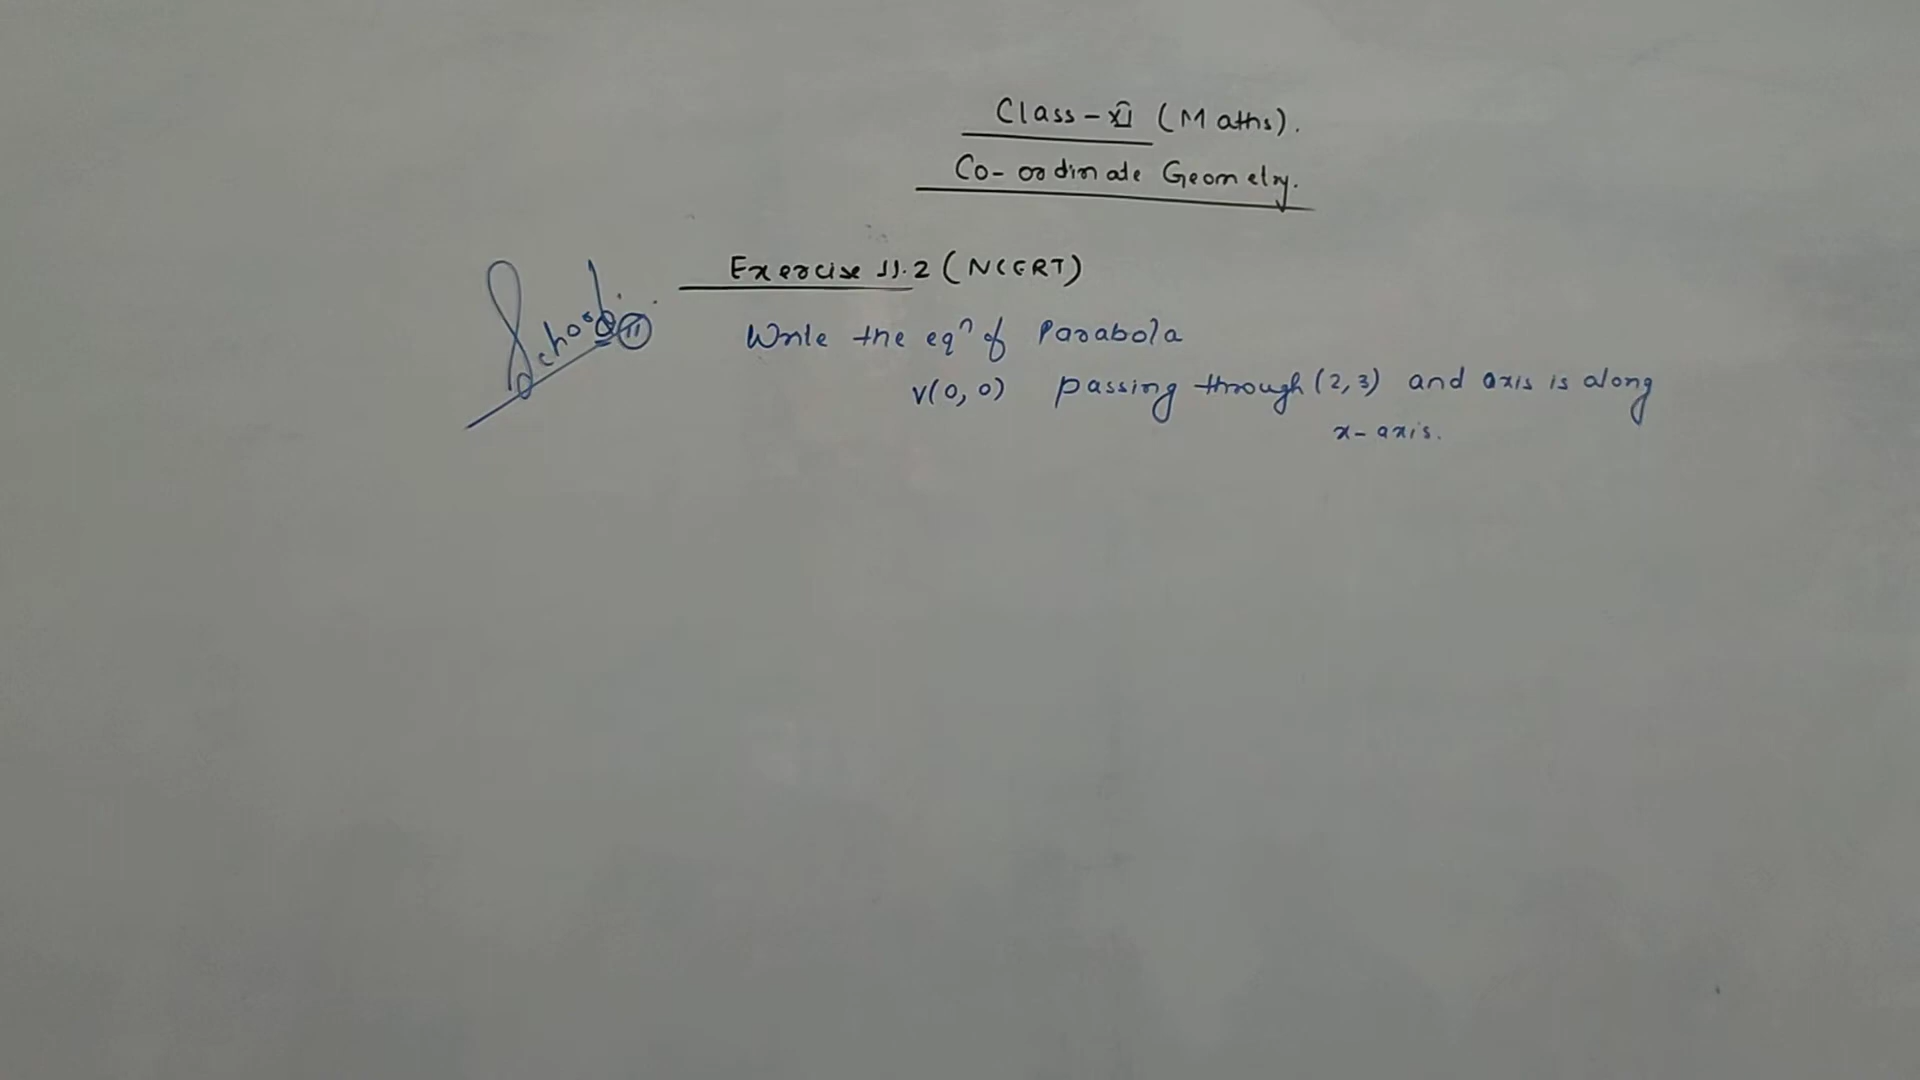 Class-XI (Maths).
Co-ordinate Geometry.
Exercise 11.2 (NCERT)
Write the eqⁿ of Parabola
V(0,0) passing through (2,3) and axis is along
x-axis.
School